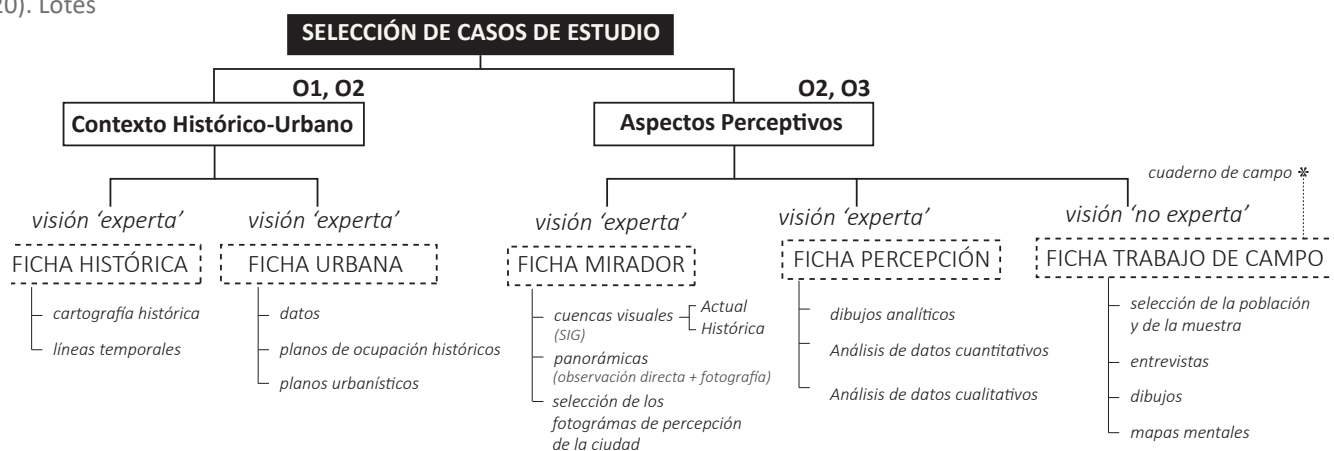 20). Lotes
SELECCIÓN DE CASOS DE ESTUDIO
O1, O2
O2, O3
Contexto Histórico-Urbano
Aspectos Perceptivos
cuaderno de campo *
visión ‘experta’
visión ‘experta’
visión ‘experta’
visión ‘experta’
visión ‘no experta’
FICHA HISTÓRICA
FICHA URBANA
FICHA MIRADOR
FICHA PERCEPCIÓN
FICHA TRABAJO DE CAMPO
cartografía histórica
líneas temporales
datos
planos de ocupación históricos
planos urbanísticos
cuencas visuales
(SIG)
Actual
Histórica
panorámicas
(observación directa + fotografía)
selección de los
fotográmas de percepción
de la ciudad
dibujos analíticos
Análisis de datos cuantitativos
Análisis de datos cualitativos
selección de la población
y de la muestra
entrevistas
dibujos
mapas mentales